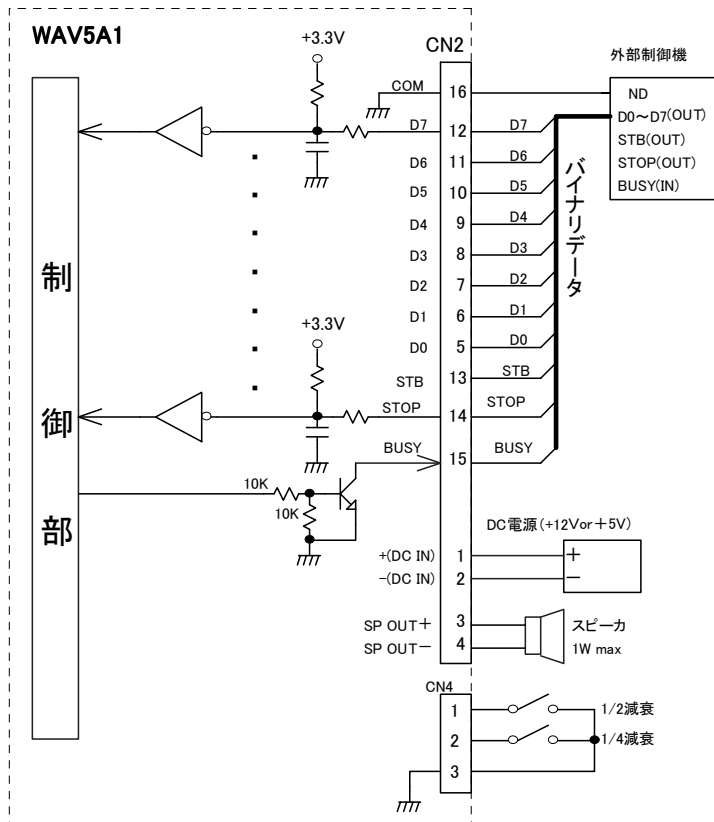 WAV5A1
+3.3V
CN2
外部制御機
COM
16
ND
D7
12
D7
D0～D7(OUT)
D6
11
D6
STB(OUT)
D5
10
D5
STOP(OUT)
D4
9
D4
BUSY(IN)
D3
8
D3
D2
7
D2
D1
6
D1
D0
5
D0
バイナリデータ
+3.3V
STB
13
STB
STOP
14
STOP
BUSY
15
BUSY
10K
10K
制御部
DC電源(+12Vor＋5V)
+(DC IN)
1
+
-(DC IN)
2
−
SP OUT＋
3
スピーカ
SP OUT－
4
1W max
CN4
1
1/2減衰
2
1/4減衰
3